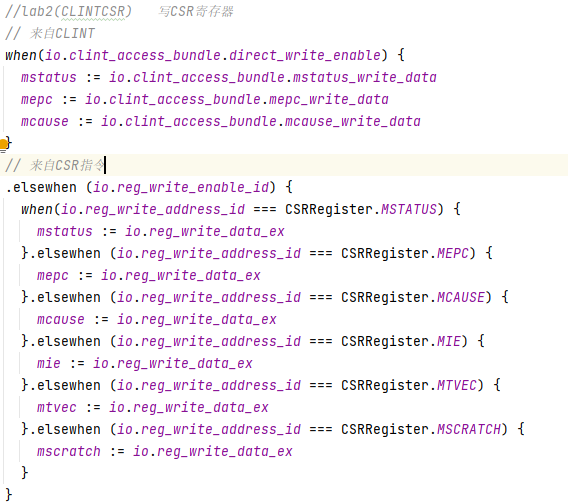 //lab2(CLINTCSR)   写CSR寄存器
// 来自CLINT
when(io.clint_access_bundle.direct_write_enable) {
  mstatus := io.clint_access_bundle.mstatus_write_data
  mepc := io.clint_access_bundle.mepc_write_data
  mcause := io.clint_access_bundle.mcause_write_data
}
// 来自CSR指令
.elsewhen (io.reg_write_enable_id) {
  when(io.reg_write_address_id === CSRRegister.MSTATUS) {
    mstatus := io.reg_write_data_ex
  }.elsewhen (io.reg_write_address_id === CSRRegister.MEPC) {
    mepc := io.reg_write_data_ex
  }.elsewhen (io.reg_write_address_id === CSRRegister.MCAUSE) {
    mcause := io.reg_write_data_ex
  }.elsewhen (io.reg_write_address_id === CSRRegister.MIE) {
    mie := io.reg_write_data_ex
  }.elsewhen (io.reg_write_address_id === CSRRegister.MTVEC) {
    mtvec := io.reg_write_data_ex
  }.elsewhen (io.reg_write_address_id === CSRRegister.MSCRATCH) {
    mscratch := io.reg_write_data_ex
  }
}